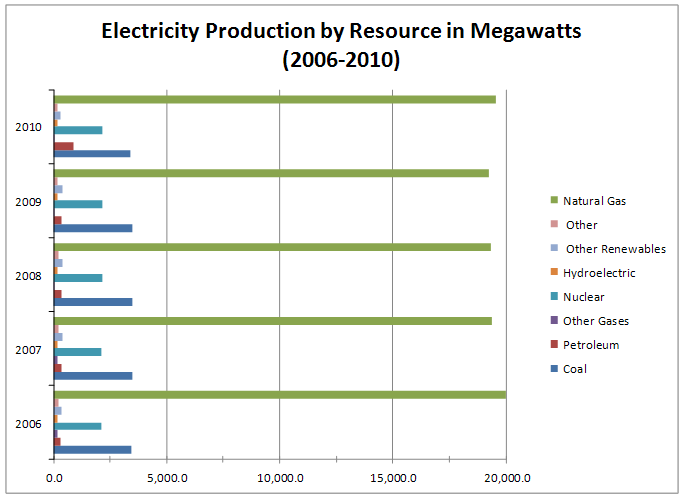 Electricity Production by Resource in Megawatts
(2006-2010)
2010
2009
2008
2007
2006
0.0 5,000.0 10,000.0 15,000.0 20,000.0
Natural Gas
Other
Other Renewables
Hydroelectric
Nuclear
Other Gases
Petroleum
Coal